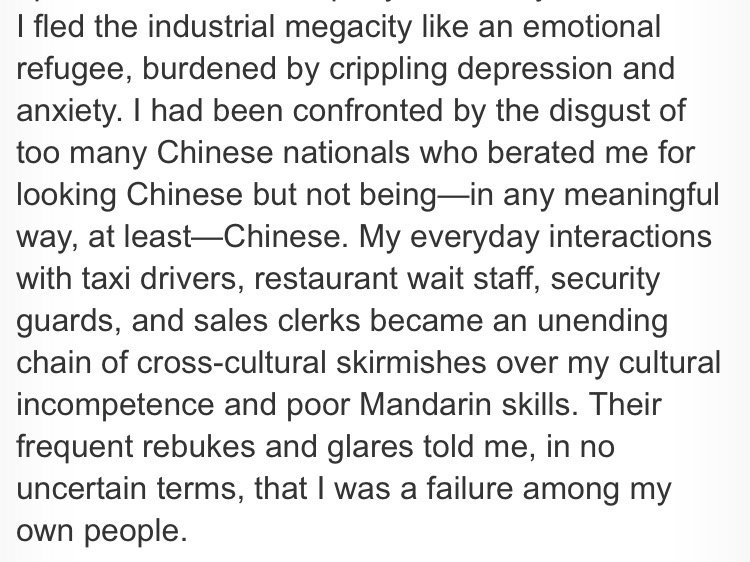 I fled the industrial megacity like an emotional
refugee, burdened by crippling depression and
anxiety. I had been confronted by the disgust of
too many Chinese nationals who berated me for
looking Chinese but not being—in any meaningful
way, at least—Chinese. My everyday interactions
with taxi drivers, restaurant wait staff, security
guards, and sales clerks became an unending
chain of cross-cultural skirmishes over my cultural
incompetence and poor Mandarin skills. Their
frequent rebukes and glares told me, in no
uncertain terms, that I was a failure among my
own people.